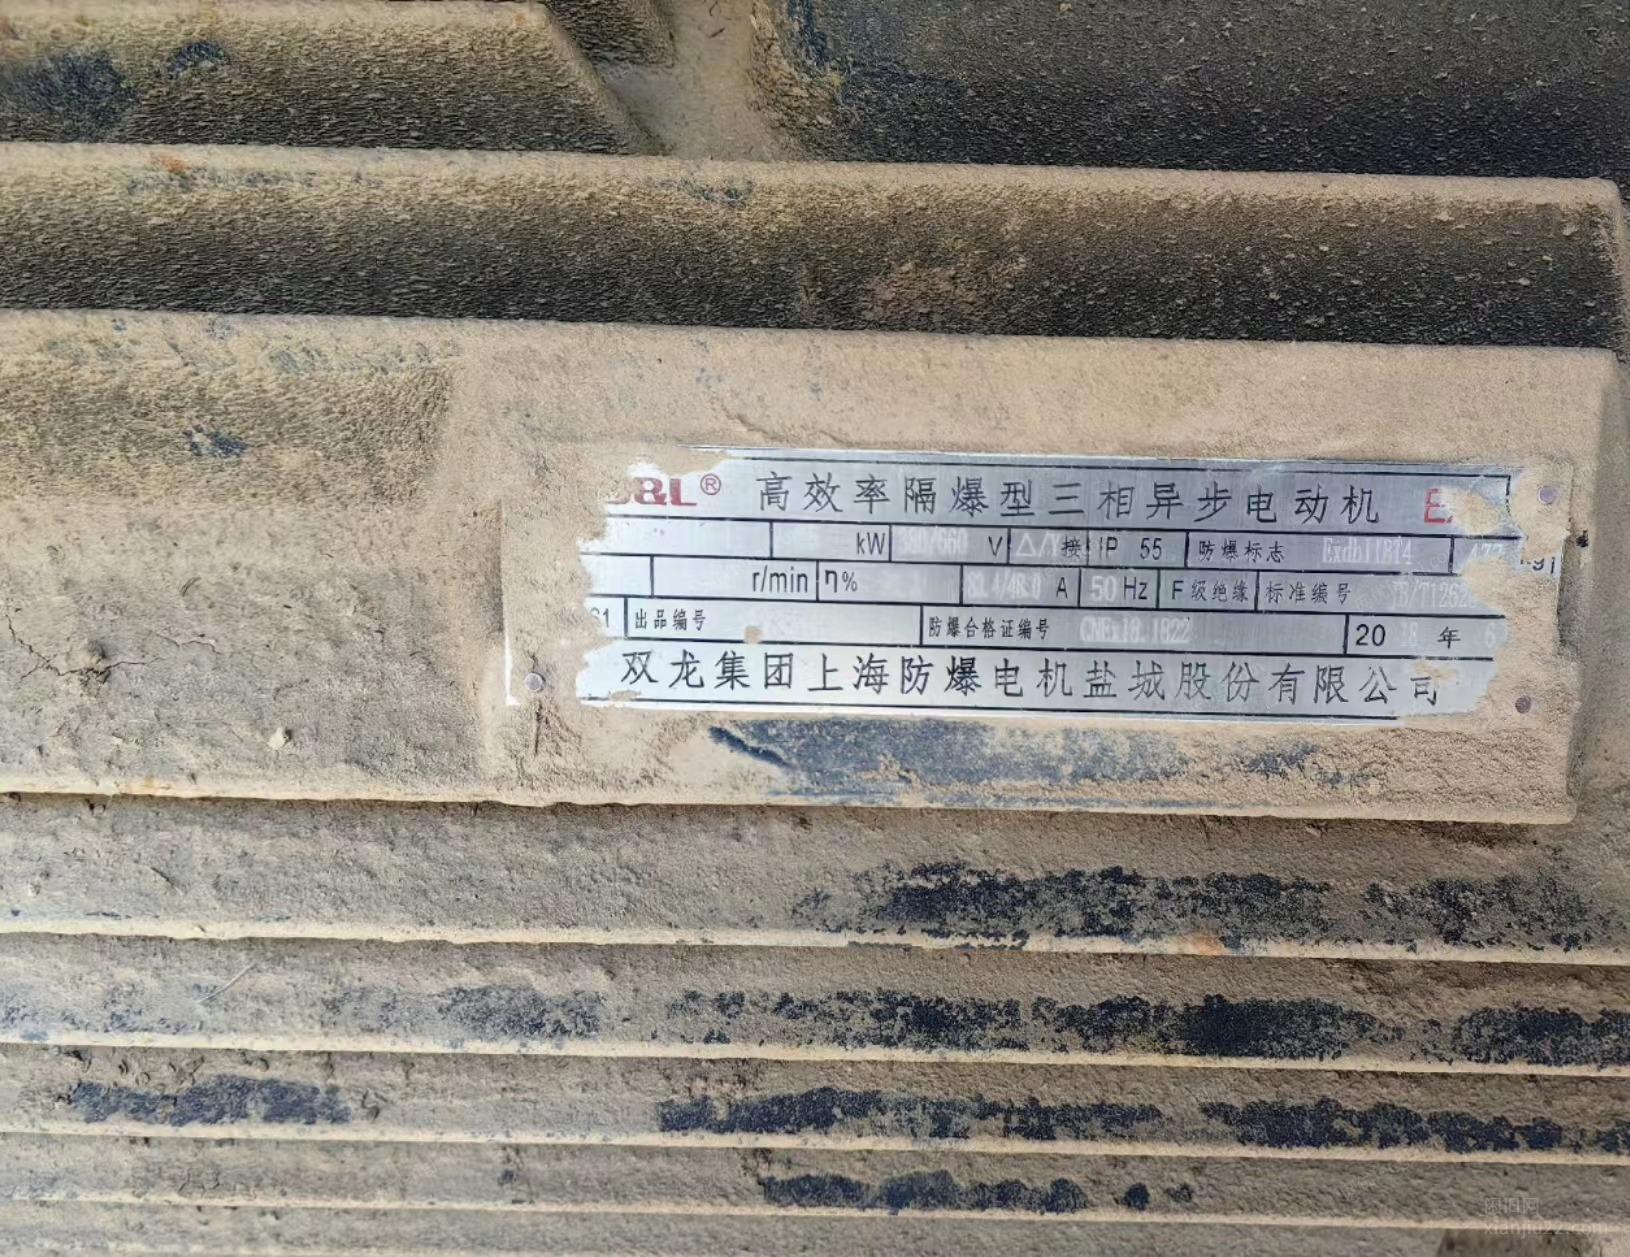 &L® 高效率隔爆型三相异步电动机 E
kW 380/660 V △/Y 接 IP 55 防爆标志 ExdbIIBT4
r/min η% A 50 Hz F 级绝缘 标准编号
出品编号 防爆合格证编号 CNEx18.1822 20 年
双龙集团上海防爆电机盐城股份有限公司